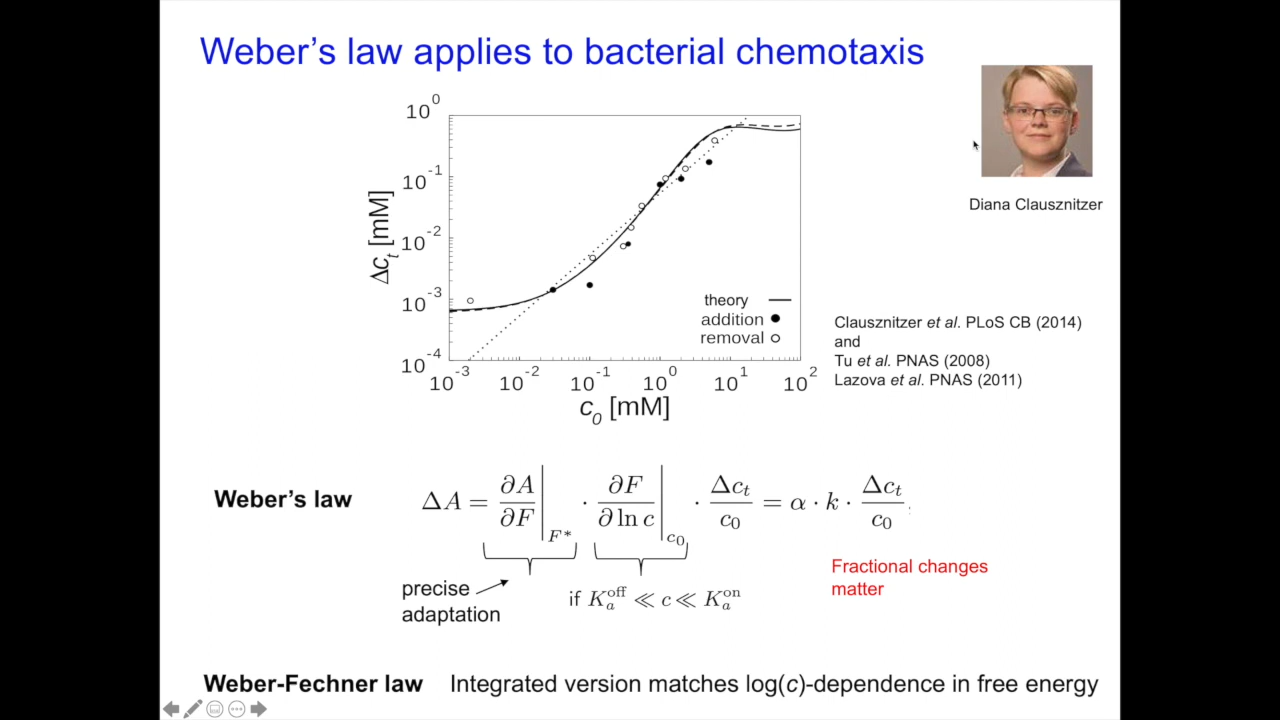 Weber's law applies to bacterial chemotaxis
Diana Clausznitzer
10^0
10^-1
10^-2
10^-3
10^-4
Δc_t [mM]
theory
addition
removal
10^-3 10^-2 10^-1 10^0 10^1 10^2
c_0 [mM]
Clausznitzer et al. PLoS CB (2014)
and
Tu et al. PNAS (2008)
Lazova et al. PNAS (2011)
Weber's law
ΔA = ∂A/∂F |_F* · ∂F/∂ ln c |_c_0 · Δc_t/c_0 = α · k · Δc_t/c_0
precise
adaptation
if K_a^off ≪ c ≪ K_a^on
Fractional changes
matter
Weber-Fechner law Integrated version matches log(c)-dependence in free energy